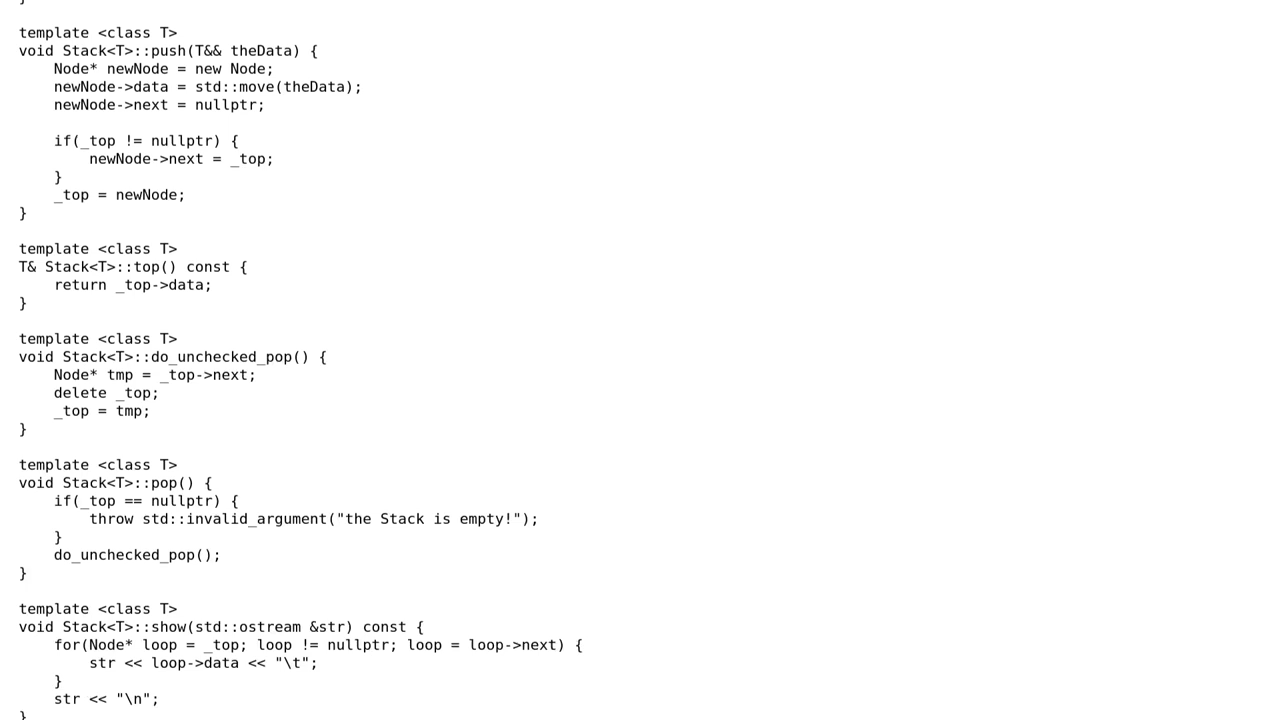 }
template <class T>
void Stack<T>::push(T&& theData) {
    Node* newNode = new Node;
    newNode->data = std::move(theData);
    newNode->next = nullptr;

    if(_top != nullptr) {
        newNode->next = _top;
    }
    _top = newNode;
}

template <class T>
T& Stack<T>::top() const {
    return _top->data;
}

template <class T>
void Stack<T>::do_unchecked_pop() {
    Node* tmp = _top->next;
    delete _top;
    _top = tmp;
}

template <class T>
void Stack<T>::pop() {
    if(_top == nullptr) {
        throw std::invalid_argument("the Stack is empty!");
    }
    do_unchecked_pop();
}

template <class T>
void Stack<T>::show(std::ostream &str) const {
    for(Node* loop = _top; loop != nullptr; loop = loop->next) {
        str << loop->data << "\t";
    }
    str << "\n";
}